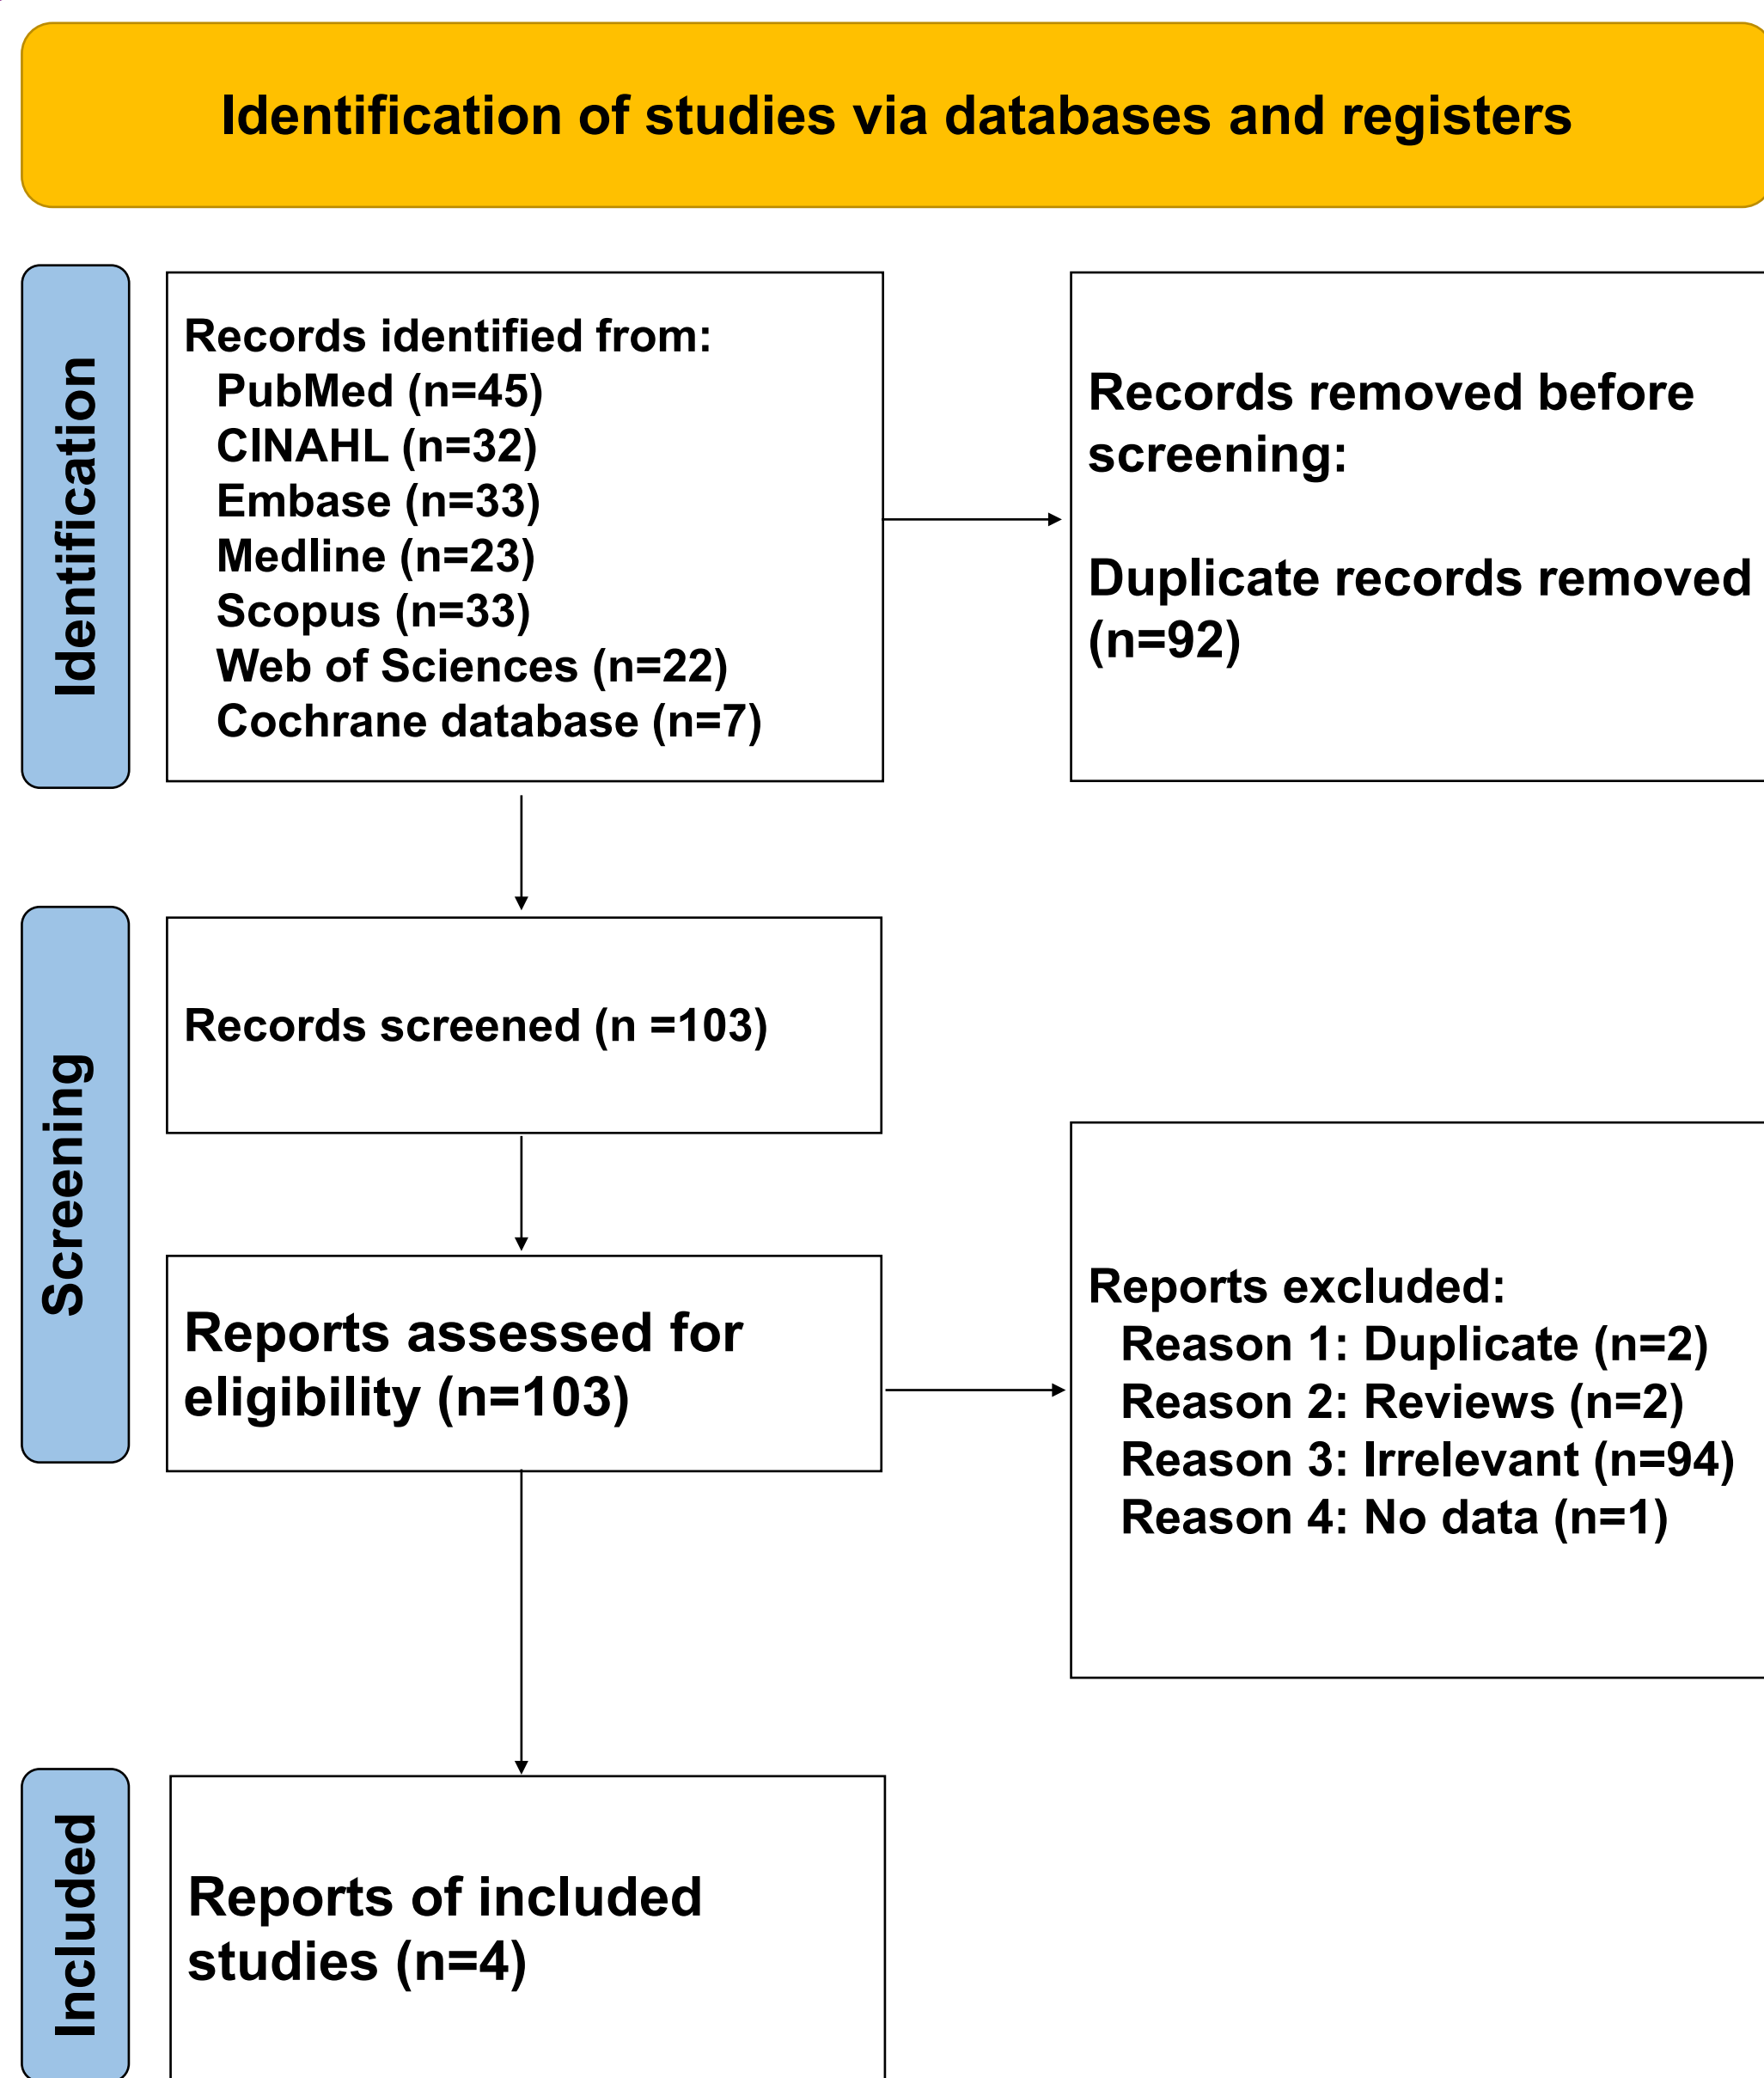 Identification of studies via databases and registers
Identification
Records identified from:
PubMed (n=45)
CINAHL (n=32)
Embase (n=33)
Medline (n=23)
Scopus (n=33)
Web of Sciences (n=22)
Cochrane database (n=7)
Records removed before
screening:
Duplicate records removed
(n=92)
Screening
Records screened (n =103)
Reports assessed for
eligibility (n=103)
Reports excluded:
Reason 1: Duplicate (n=2)
Reason 2: Reviews (n=2)
Reason 3: Irrelevant (n=94)
Reason 4: No data (n=1)
Included
Reports of included
studies (n=4)